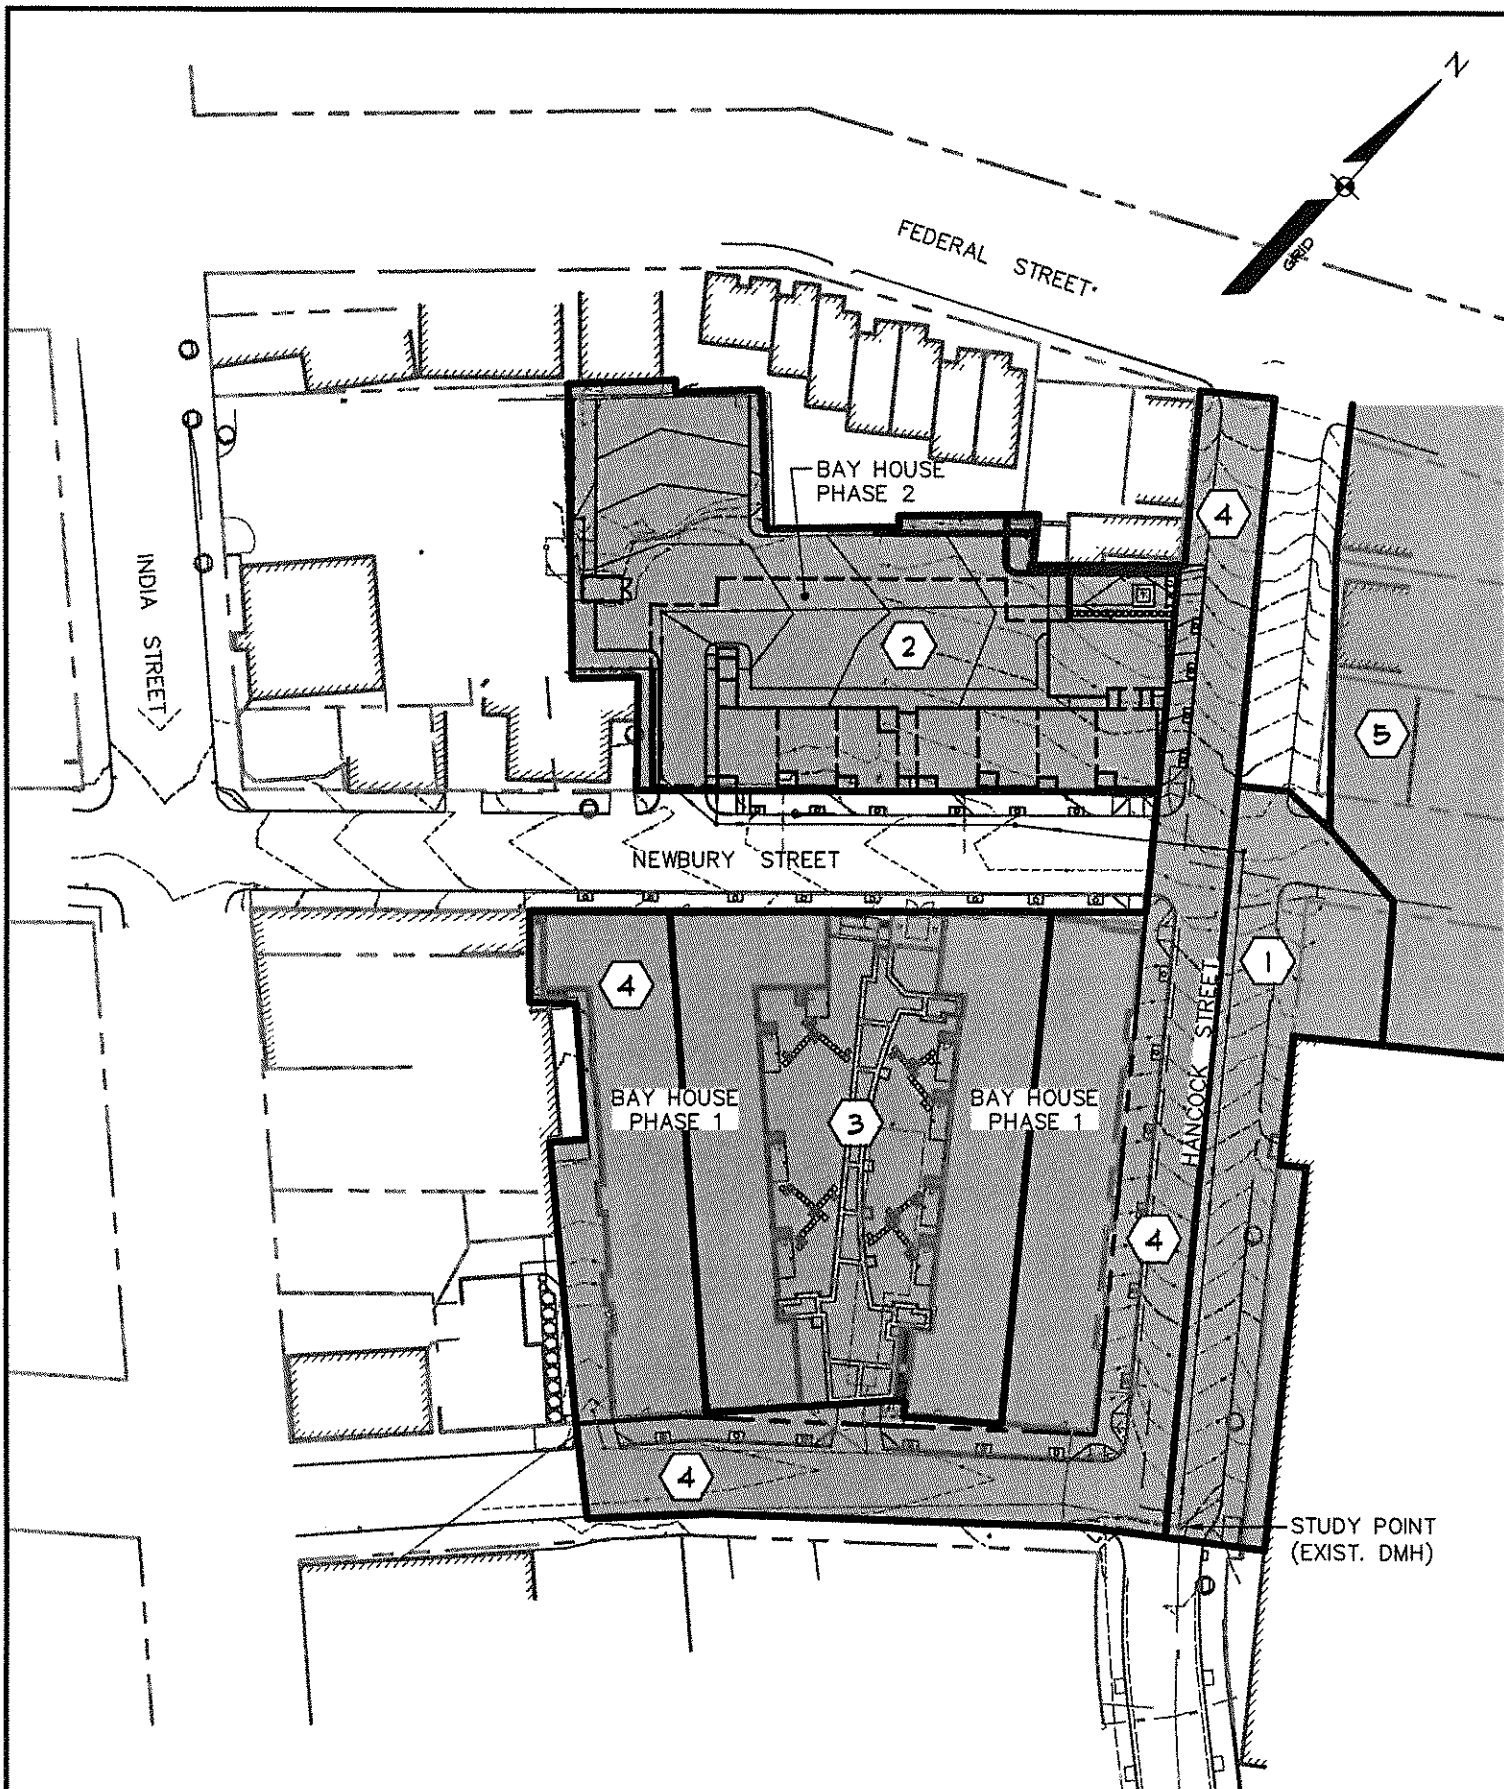 N
GRID
FEDERAL STREET
BAY HOUSE
PHASE 2
4
INDIA STREET
2
5
NEWBURY STREET
4
1
HANCOCK STREET
BAY HOUSE
PHASE 1
3
BAY HOUSE
PHASE 1
4
4
STUDY POINT
(EXIST. DMH)